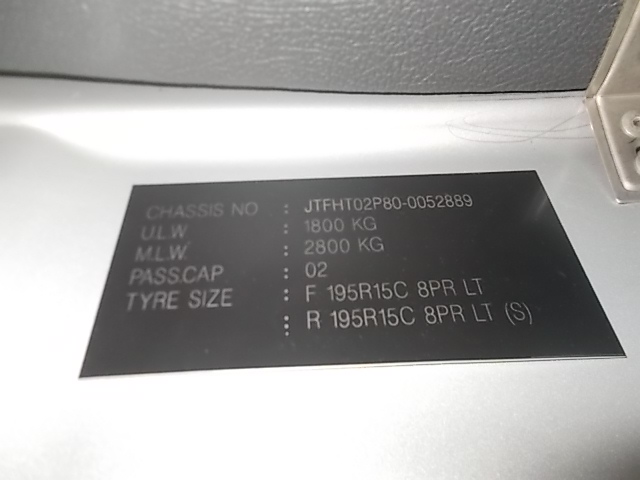 CHASSIS NO : JTFHT02P80-0052889
U.L.W. : 1800 KG
M.L.W. : 2800 KG
PASS.CAP : 02
TYRE SIZE : F 195R15C 8PR LT
: R 195R15C 8PR LT (S)